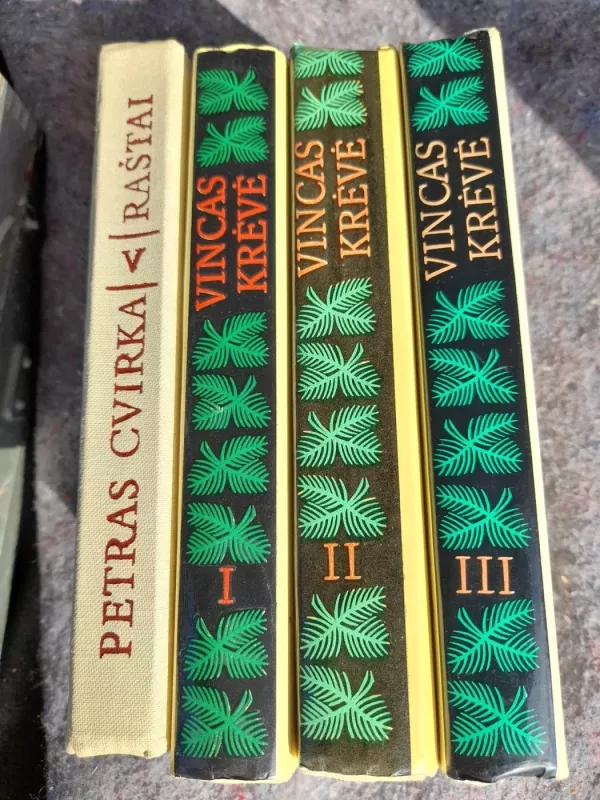 PETRAS CVIRKA | V | RAŠTAI
VINCAS
KRĖVĖ
I
VINCAS
KRĖVĖ
II
VINCAS
KRĖVĖ
III